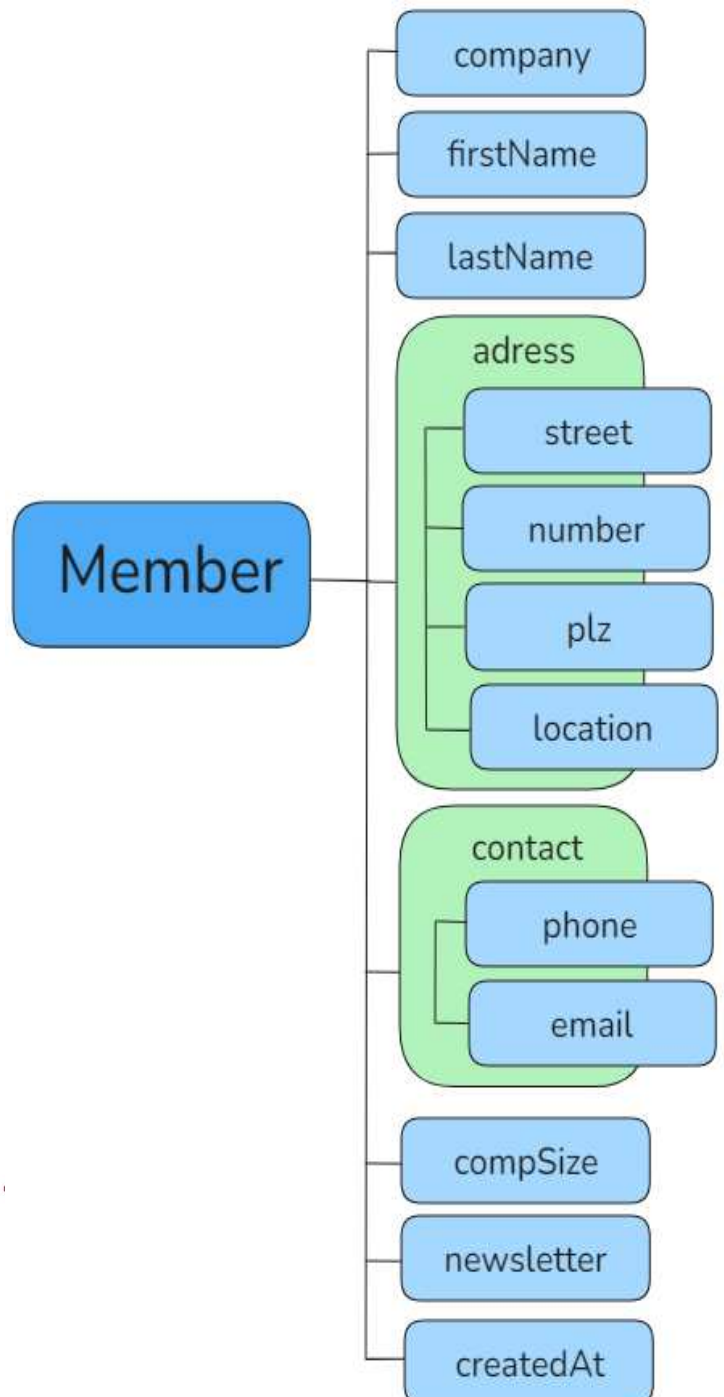 company
firstName
lastName
adress
street
number
plz
location
Member
contact
phone
email
compSize
newsletter
createdAt